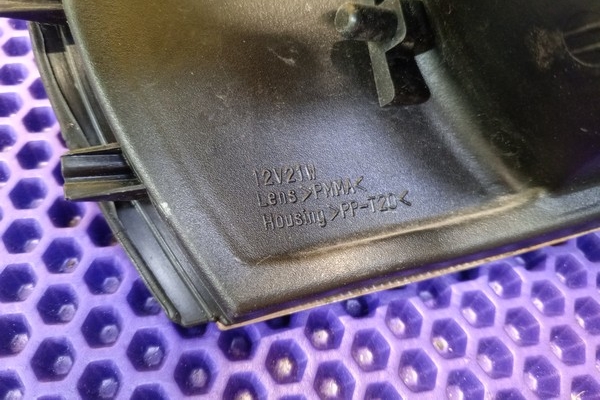 12V21W
Lens >PMMA<
Housing >PP-T20<